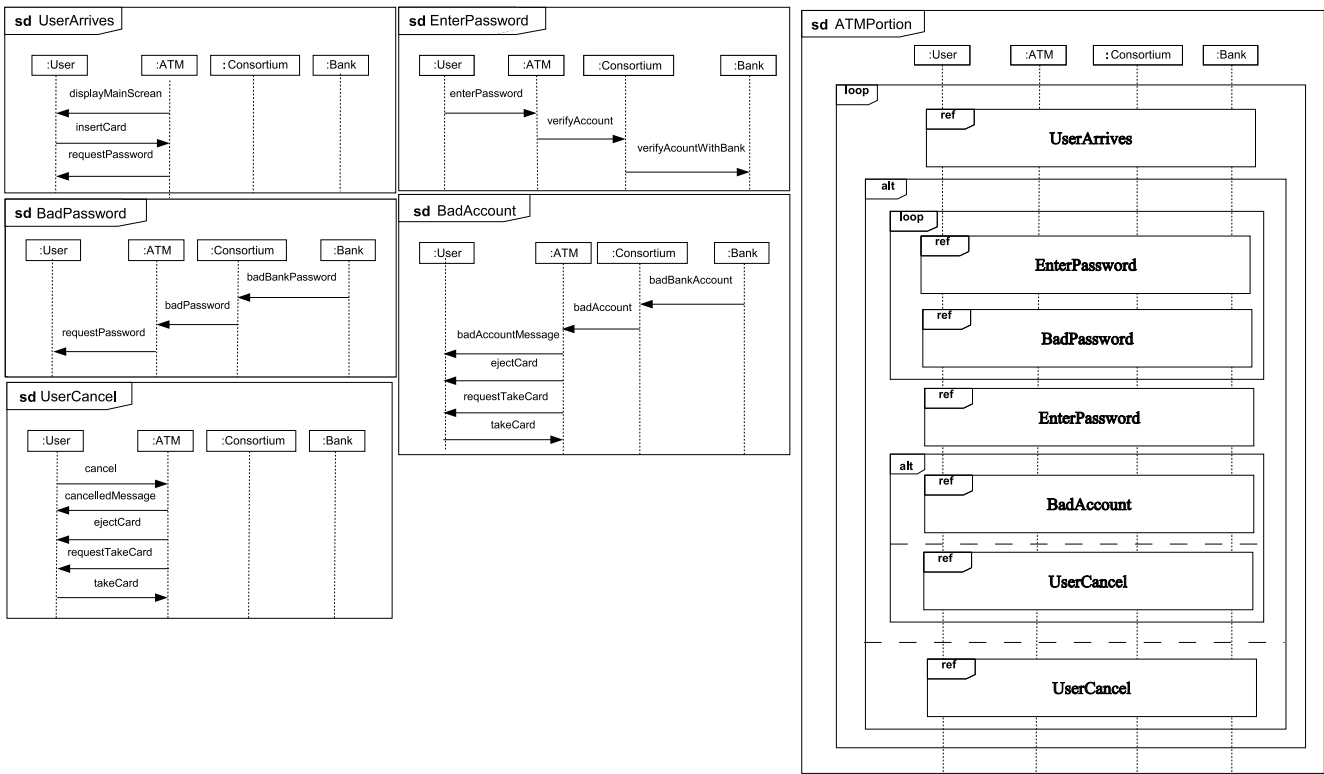 sd UserArrives
:User :ATM :Consortium :Bank
displayMainScrean
insertCard
requestPassword
sd EnterPassword
:User :ATM :Consortium :Bank
enterPassword
verifyAccount
verifyAcountWithBank
sd BadPassword
:User :ATM :Consortium :Bank
badBankPassword
badPassword
requestPassword
sd BadAccount
:User :ATM :Consortium :Bank
badBankAccount
badAccount
badAccountMessage
ejectCard
requestTakeCard
takeCard
sd UserCancel
:User :ATM :Consortium :Bank
cancel
cancelledMessage
ejectCard
requestTakeCard
takeCard
sd ATMPortion
:User :ATM :Consortium :Bank
loop
ref
UserArrives
alt
loop
ref
EnterPassword
ref
BadPassword
ref
EnterPassword
alt
ref
BadAccount
ref
UserCancel
ref
UserCancel